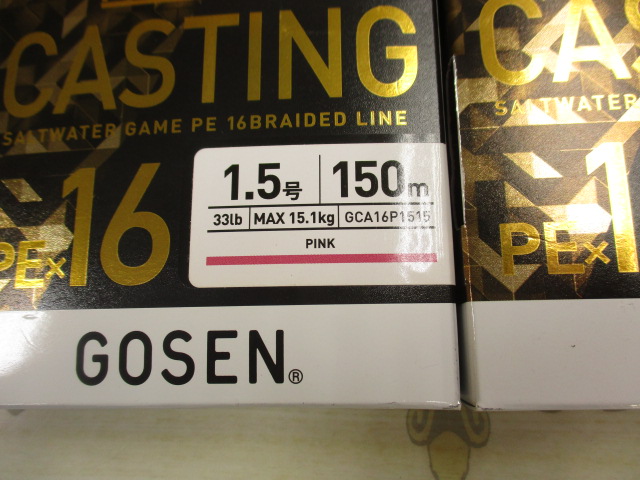 CASTING
SALTWATER GAME PE 16BRAIDED LINE
PE×16
1.5号 150m
33lb MAX 15.1kg GCA16P1515
PINK
GOSEN®
CAS
SALTWATER
PE×1